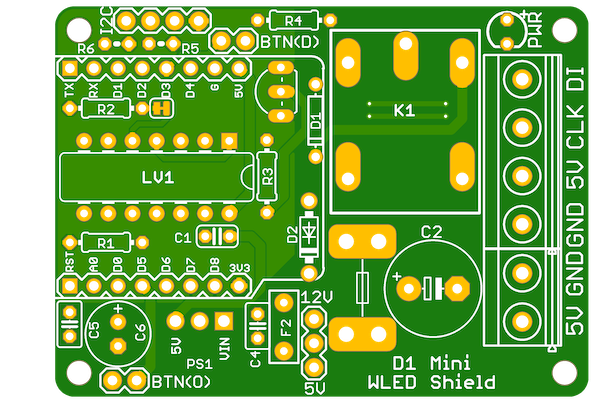 I2C
R4
PWR
R6
R5
BTN(D)
DI
TX
RX
D1
D2
D3
D4
G
5V
R2
D1
K1
CLK
LV1
R3
5V
C1
R1
D2
C2
GND
RST
A0
D0
D5
D6
D7
D8
3V3
GND
12V
C5
C6
5V
PS1
VIN
C4
F2
5V
5V
D1 Mini
WLED Shield
BTN(O)